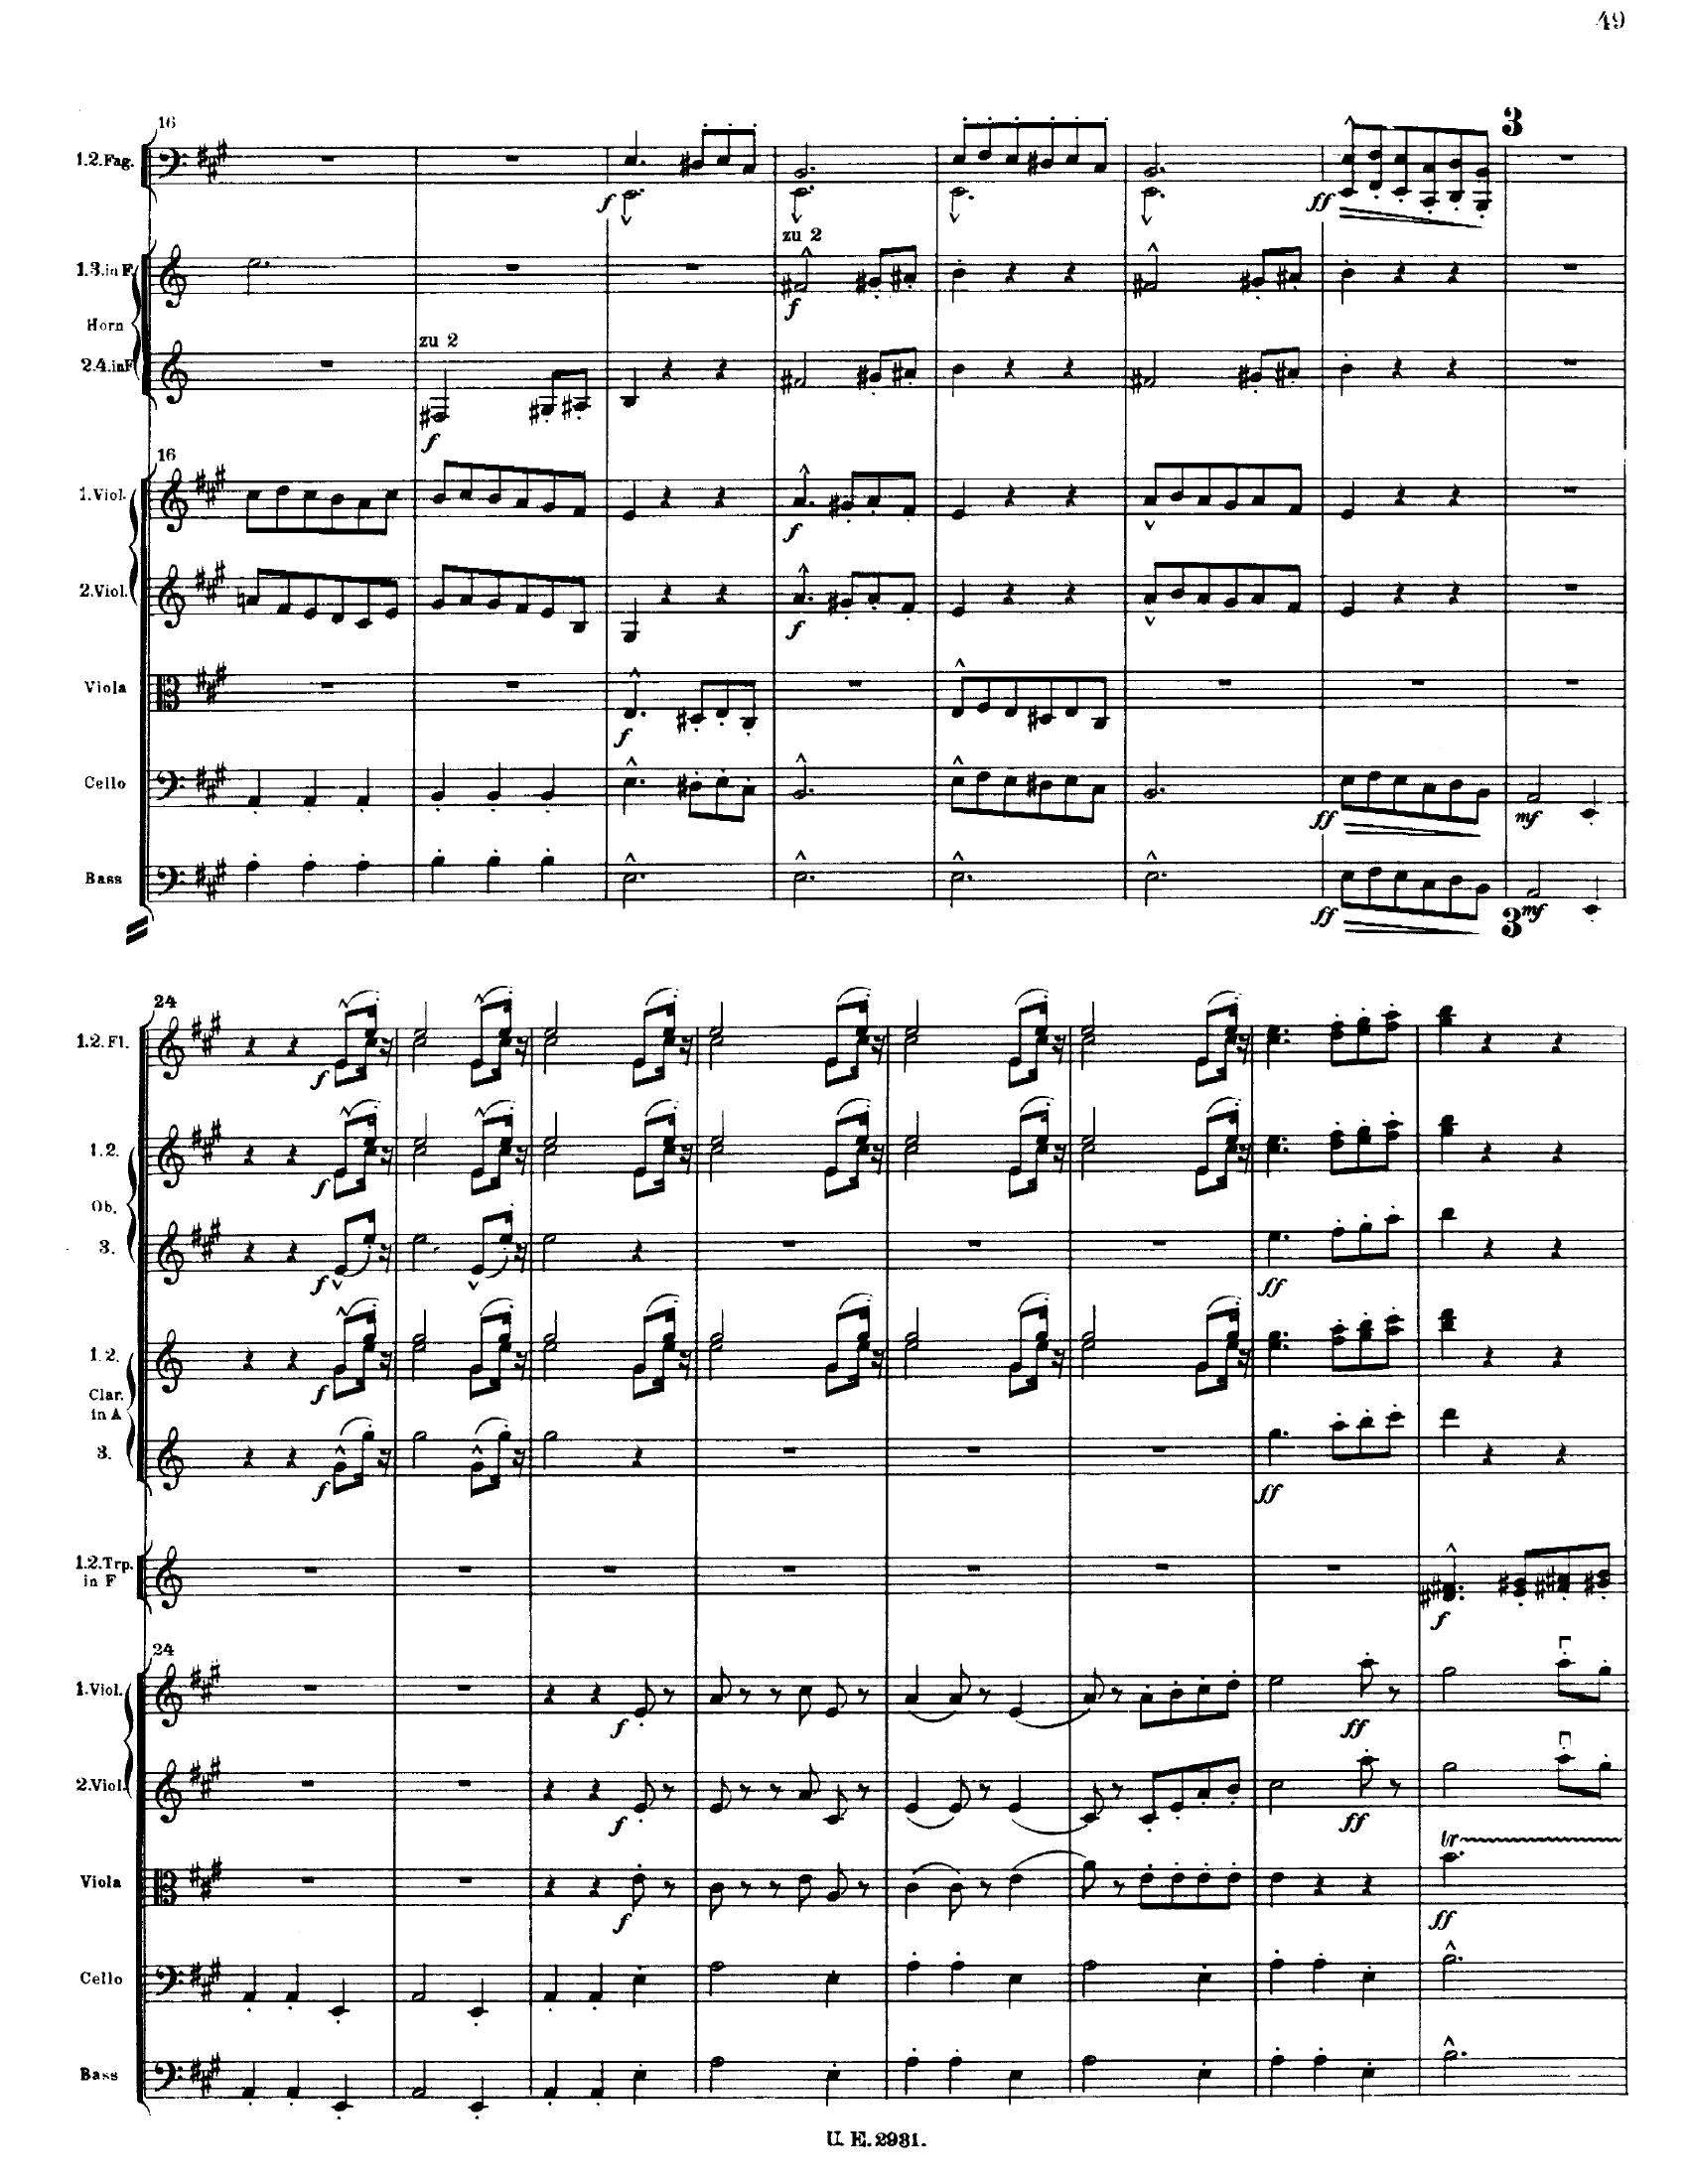 49
16
3
1.2.Fag.
f
ff
zu 2
1.3.in F
f
Horn
zu 2
2.4.inF
f
16
1.Viol.
f
2.Viol.
f
Viola
f
Cello
ff
mf
Bass
ff
3
mf
24
1.2. Fl.
f
1.2.
f
Ob.
3.
f
ff
1.2.
f
Clar.
in A
3.
f
ff
1.2.Trp.
in F
f
24
1.Viol.
f
ff
2.Viol.
f
ff
tr
Viola
f
ff
Cello
Bass
U. E. 2931.